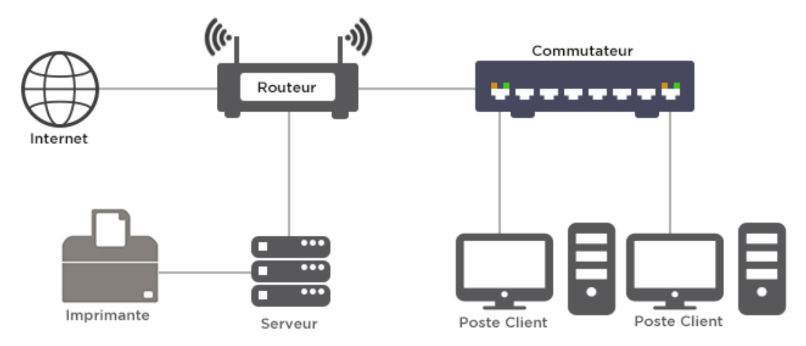 Commutateur
Routeur
Internet
Imprimante
Serveur
Poste Client
Poste Client